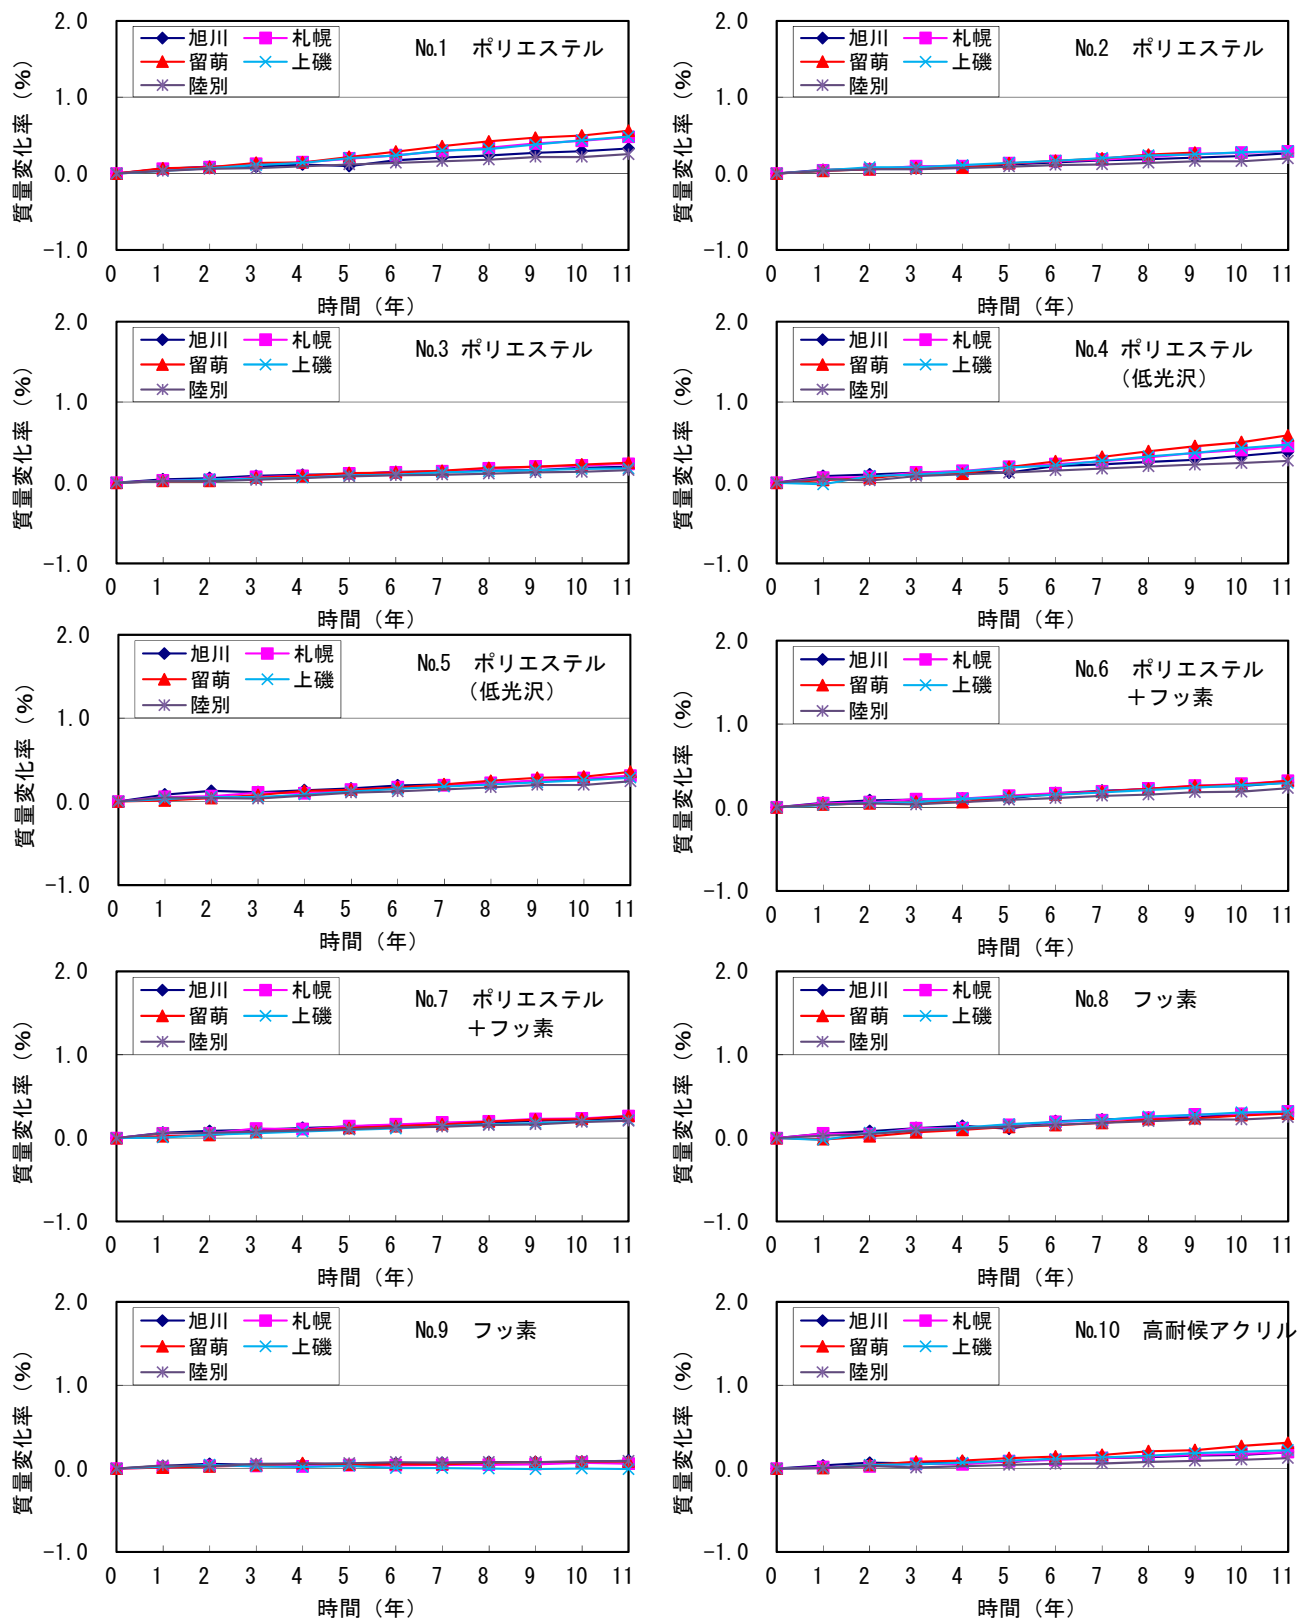 2.0
1.0
0.0
−1.0
質量変化率（%）
旭川 札幌
留萌 上磯
陸別
№1 ポリエステル
0 1 2 3 4 5 6 7 8 9 10 11
時間（年）
2.0
1.0
0.0
−1.0
質量変化率（%）
旭川 札幌
留萌 上磯
陸別
№2 ポリエステル
0 1 2 3 4 5 6 7 8 9 10 11
時間（年）
2.0
1.0
0.0
−1.0
質量変化率（%）
旭川 札幌
留萌 上磯
陸別
№3 ポリエステル
0 1 2 3 4 5 6 7 8 9 10 11
時間（年）
2.0
1.0
0.0
−1.0
質量変化率（%）
旭川 札幌
留萌 上磯
陸別
№4 ポリエステル
（低光沢）
0 1 2 3 4 5 6 7 8 9 10 11
時間（年）
2.0
1.0
0.0
−1.0
質量変化率（%）
旭川 札幌
留萌 上磯
陸別
№5 ポリエステル
（低光沢）
0 1 2 3 4 5 6 7 8 9 10 11
時間（年）
2.0
1.0
0.0
−1.0
質量変化率（%）
旭川 札幌
留萌 上磯
陸別
№6 ポリエステル
＋フッ素
0 1 2 3 4 5 6 7 8 9 10 11
時間（年）
2.0
1.0
0.0
−1.0
質量変化率（%）
旭川 札幌
留萌 上磯
陸別
№7 ポリエステル
＋フッ素
0 1 2 3 4 5 6 7 8 9 10 11
時間（年）
2.0
1.0
0.0
−1.0
質量変化率（%）
旭川 札幌
留萌 上磯
陸別
№8 フッ素
0 1 2 3 4 5 6 7 8 9 10 11
時間（年）
2.0
1.0
0.0
−1.0
質量変化率（%）
旭川 札幌
留萌 上磯
陸別
№9 フッ素
0 1 2 3 4 5 6 7 8 9 10 11
時間（年）
2.0
1.0
0.0
−1.0
質量変化率（%）
旭川 札幌
留萌 上磯
陸別
№10 高耐候アクリル
0 1 2 3 4 5 6 7 8 9 10 11
時間（年）